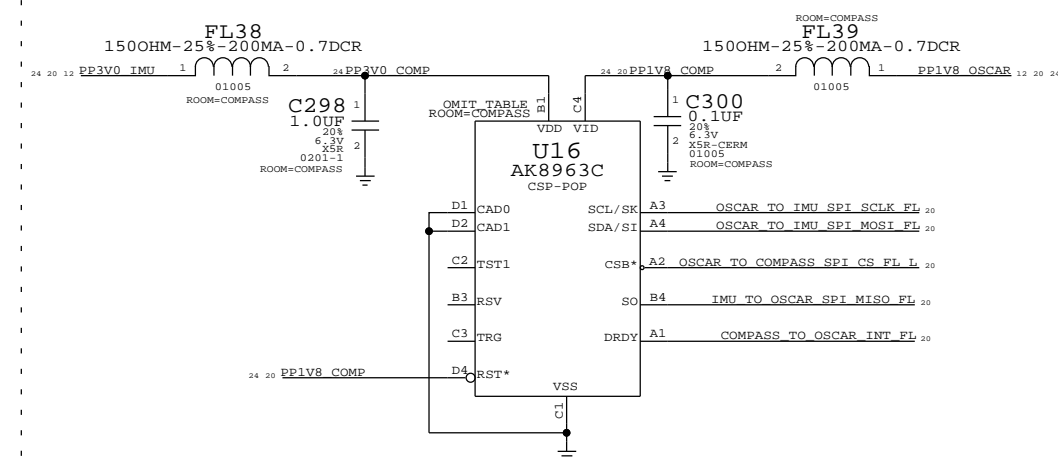 ROOM=COMPASS
FL38
FL39
150OHM-25%-200MA-0.7DCR
150OHM-25%-200MA-0.7DCR
24 20 12 PP3V0_IMU 1 2 24 PP3V0_COMP
24 20 PP1V8_COMP 2 1 PP1V8_OSCAR 12 20 24
01005
ROOM=COMPASS
01005
C298 1
1.0UF
20%
6.3V
X5R 2
0201-1
ROOM=COMPASS
OMIT_TABLE
ROOM=COMPASS
B1
C4
1 C300
0.1UF
20%
6.3V
2 X5R-CERM
01005
ROOM=COMPASS
VDD VID
U16
AK8963C
CSP-POP
D1 CAD0 SCL/SK A3 OSCAR_TO_IMU_SPI_SCLK_FL 20
D2 CAD1 SDA/SI A4 OSCAR_TO_IMU_SPI_MOSI_FL 20
C2 TST1 CSB* A2 OSCAR_TO_COMPASS_SPI_CS_FL_L 20
B3 RSV SO B4 IMU_TO_OSCAR_SPI_MISO_FL 20
C3 TRG DRDY A1 COMPASS_TO_OSCAR_INT_FL 20
24 20 PP1V8_COMP D4 RST*
VSS
C1